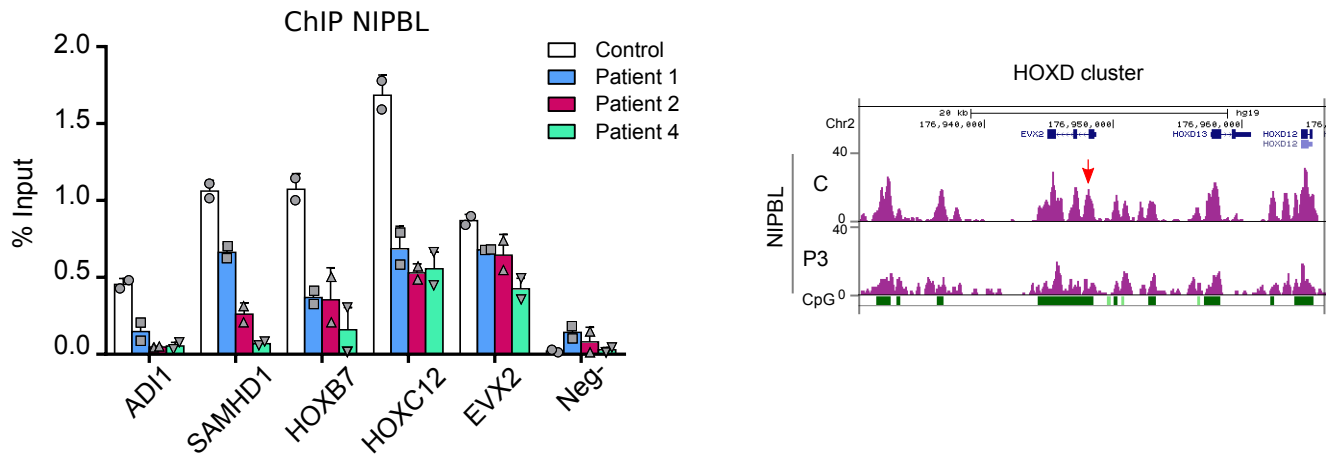 ChIP NIPBL
% Input
2.0
1.5
1.0
0.5
0.0
Control
Patient 1
Patient 2
Patient 4
ADI1
SAMHD1
HOXB7
HOXC12
EVX2
Neg-
HOXD cluster
20 kb
hg19
Chr2
176,940,000
176,950,000
176,960,000
176,
EVX2
HOXD13
HOXD12
HOXD12
NIPBL
40
C
0
40
P3
0
CpG